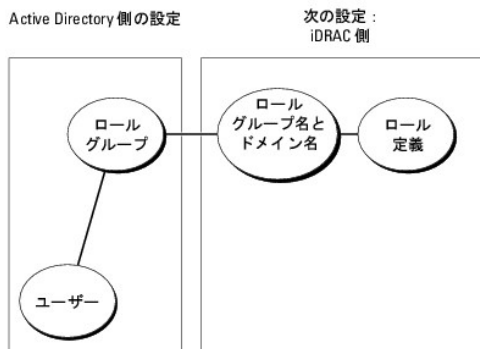 Active Directory 側の設定
次の設定：
iDRAC 側
ロール
グループ
ロール
グループ名と
ドメイン名
ロール
定義
ユーザー